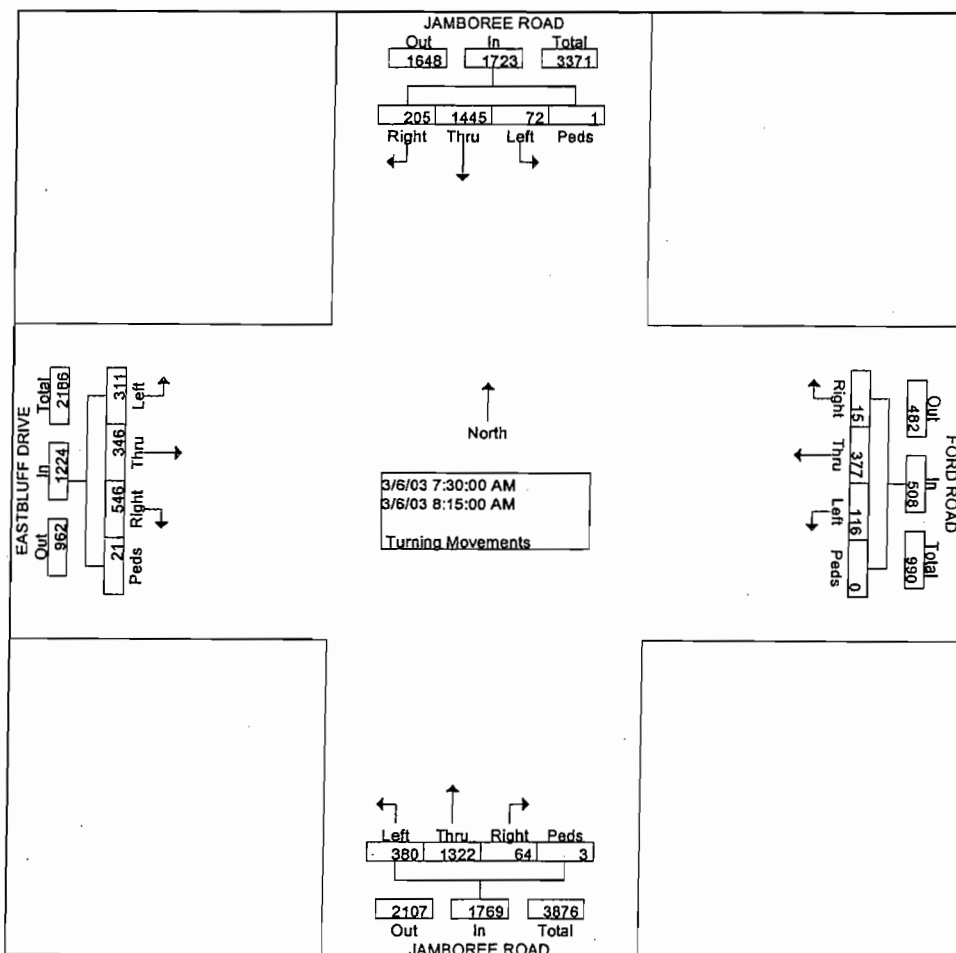 JAMBOREE ROAD
Out In Total
1648 1723 3371
205 1445 72 1
Right Thru Left Peds
EASTBLUFF DRIVE
Out In Total
962 1224 2186
Left Thru Right Peds
311 346 546 21
North
3/6/03 7:30:00 AM
3/6/03 8:15:00 AM
Turning Movements
Right Thru Left Peds
15 377 116 0
Out In Total
482 508 990
FORD ROAD
Left Thru Right Peds
380 1322 64 3
2107 1769 3876
Out In Total
JAMBOREE ROAD